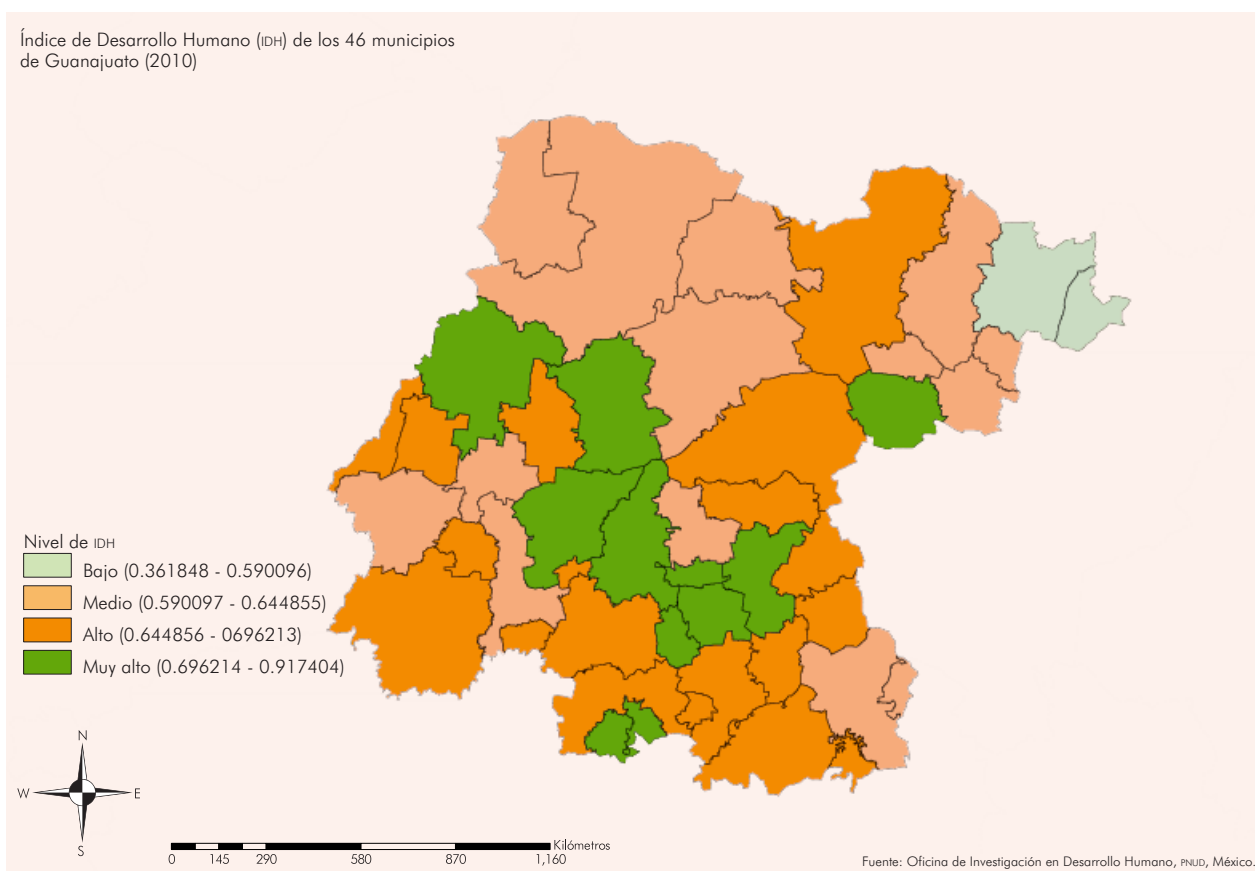 Índice de Desarrollo Humano (IDH) de los 46 municipios
de Guanajuato (2010)
Nivel de IDH
Bajo (0.361848 - 0.590096)
Medio (0.590097 - 0.644855)
Alto (0.644856 - 0696213)
Muy alto (0.696214 - 0.917404)
N
W
E
S
Kilómetros
0 145 290 580 870 1,160
Fuente: Oficina de Investigación en Desarrollo Humano, PNUD, México.